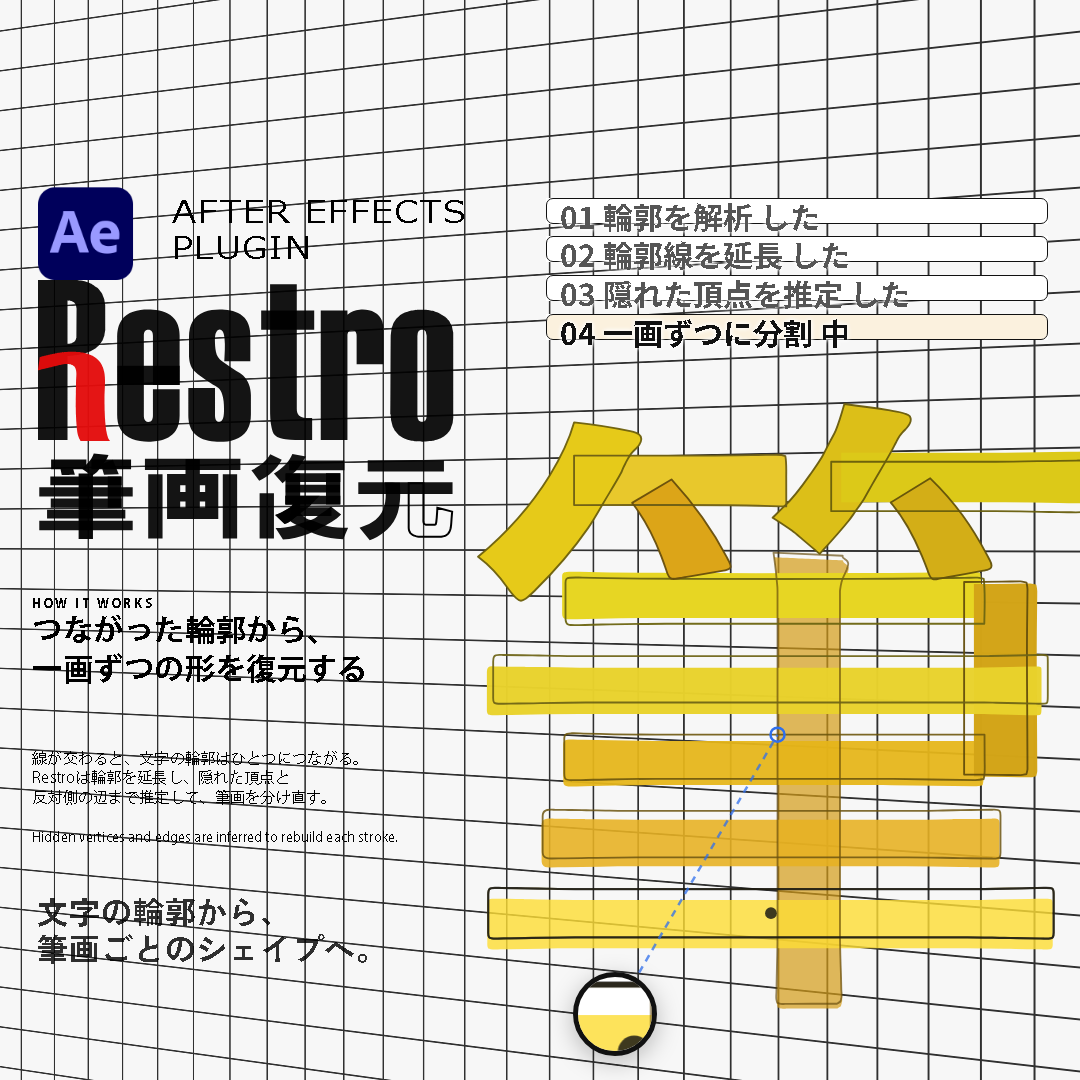 Ae
AFTER EFFECTS
PLUGIN
Restro
筆画復元
01 輪郭を解析 した
02 輪郭線を延長 した
03 隠れた頂点を推定 した
04 一画ずつに分割 中
HOW IT WORKS
つながった輪郭から、
一画ずつの形を復元する
線が交わると、文字の輪郭はひとつにつながる。
Restroは輪郭を延長し、隠れた頂点と
反対側の辺まで推定して、筆画を分け直す。
Hidden vertices and edges are inferred to rebuild each stroke.
文字の輪郭から、
筆画ごとのシェイプへ。
筆